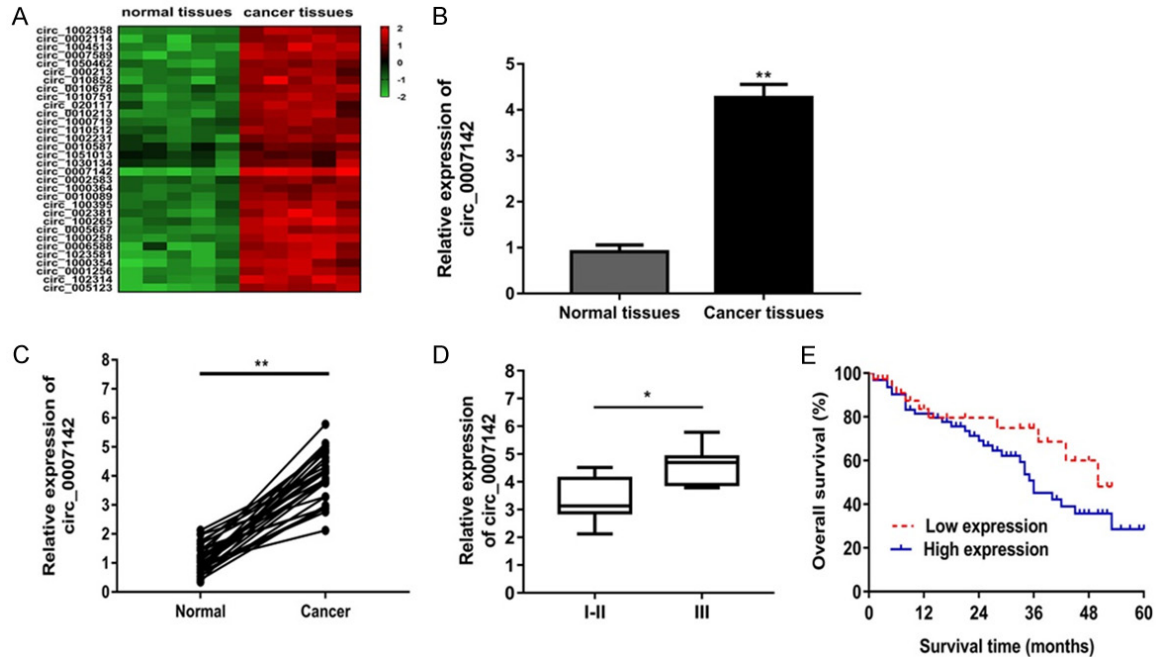 A
normal tissues cancer tissues
circ_1002358
circ_0002114
circ_1004513
circ_0007589
circ_1050462
circ_000213
circ_010852
circ_0010678
circ_1010751
circ_020117
circ_0010213
circ_1000719
circ_1010512
circ_1002231
circ_0010587
circ_1051013
circ_1030134
circ_0007142
circ_0002583
circ_1000364
circ_0010089
circ_100395
circ_002381
circ_100265
circ_0005687
circ_1000258
circ_0006588
circ_1023581
circ_1000354
circ_0001256
circ_102314
circ_005123
2
1
0
-1
-2
B
Relative expression of
circ_0007142
5
4
3
2
1
0
**
Normal tissues Cancer tissues
C
Relative expression of
circ_0007142
8
7
6
5
4
3
2
1
0
**
Normal Cancer
D
Relative expression
of circ_0007142
8
7
6
5
4
3
2
1
0
*
I-II III
E
Overall survival (%)
100
80
60
40
20
0
Low expression
High expression
0 12 24 36 48 60
Survival time (months)